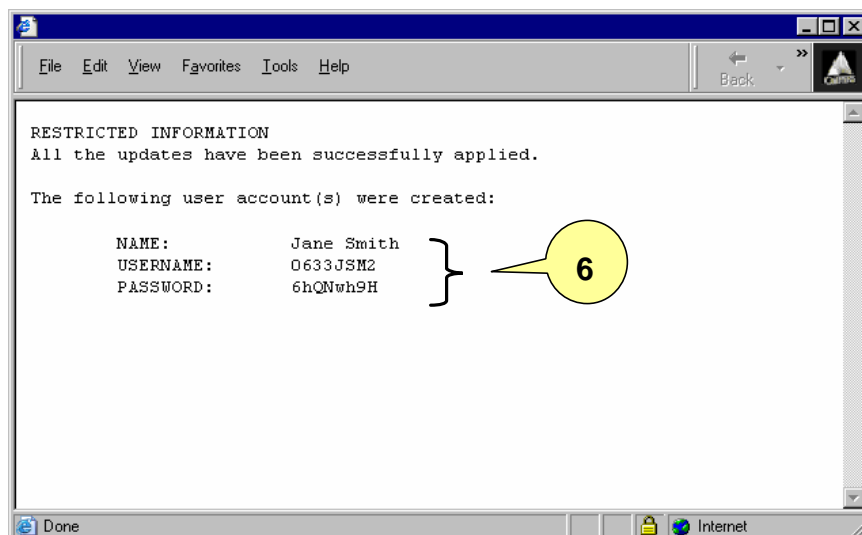 File Edit View Favorites Tools Help
Back
»
CalPERS
RESTRICTED INFORMATION
All the updates have been successfully applied.
The following user account(s) were created:
NAME: Jane Smith
USERNAME: 0633JSM2
PASSWORD: 6hQNwh9H
6
Done
Internet